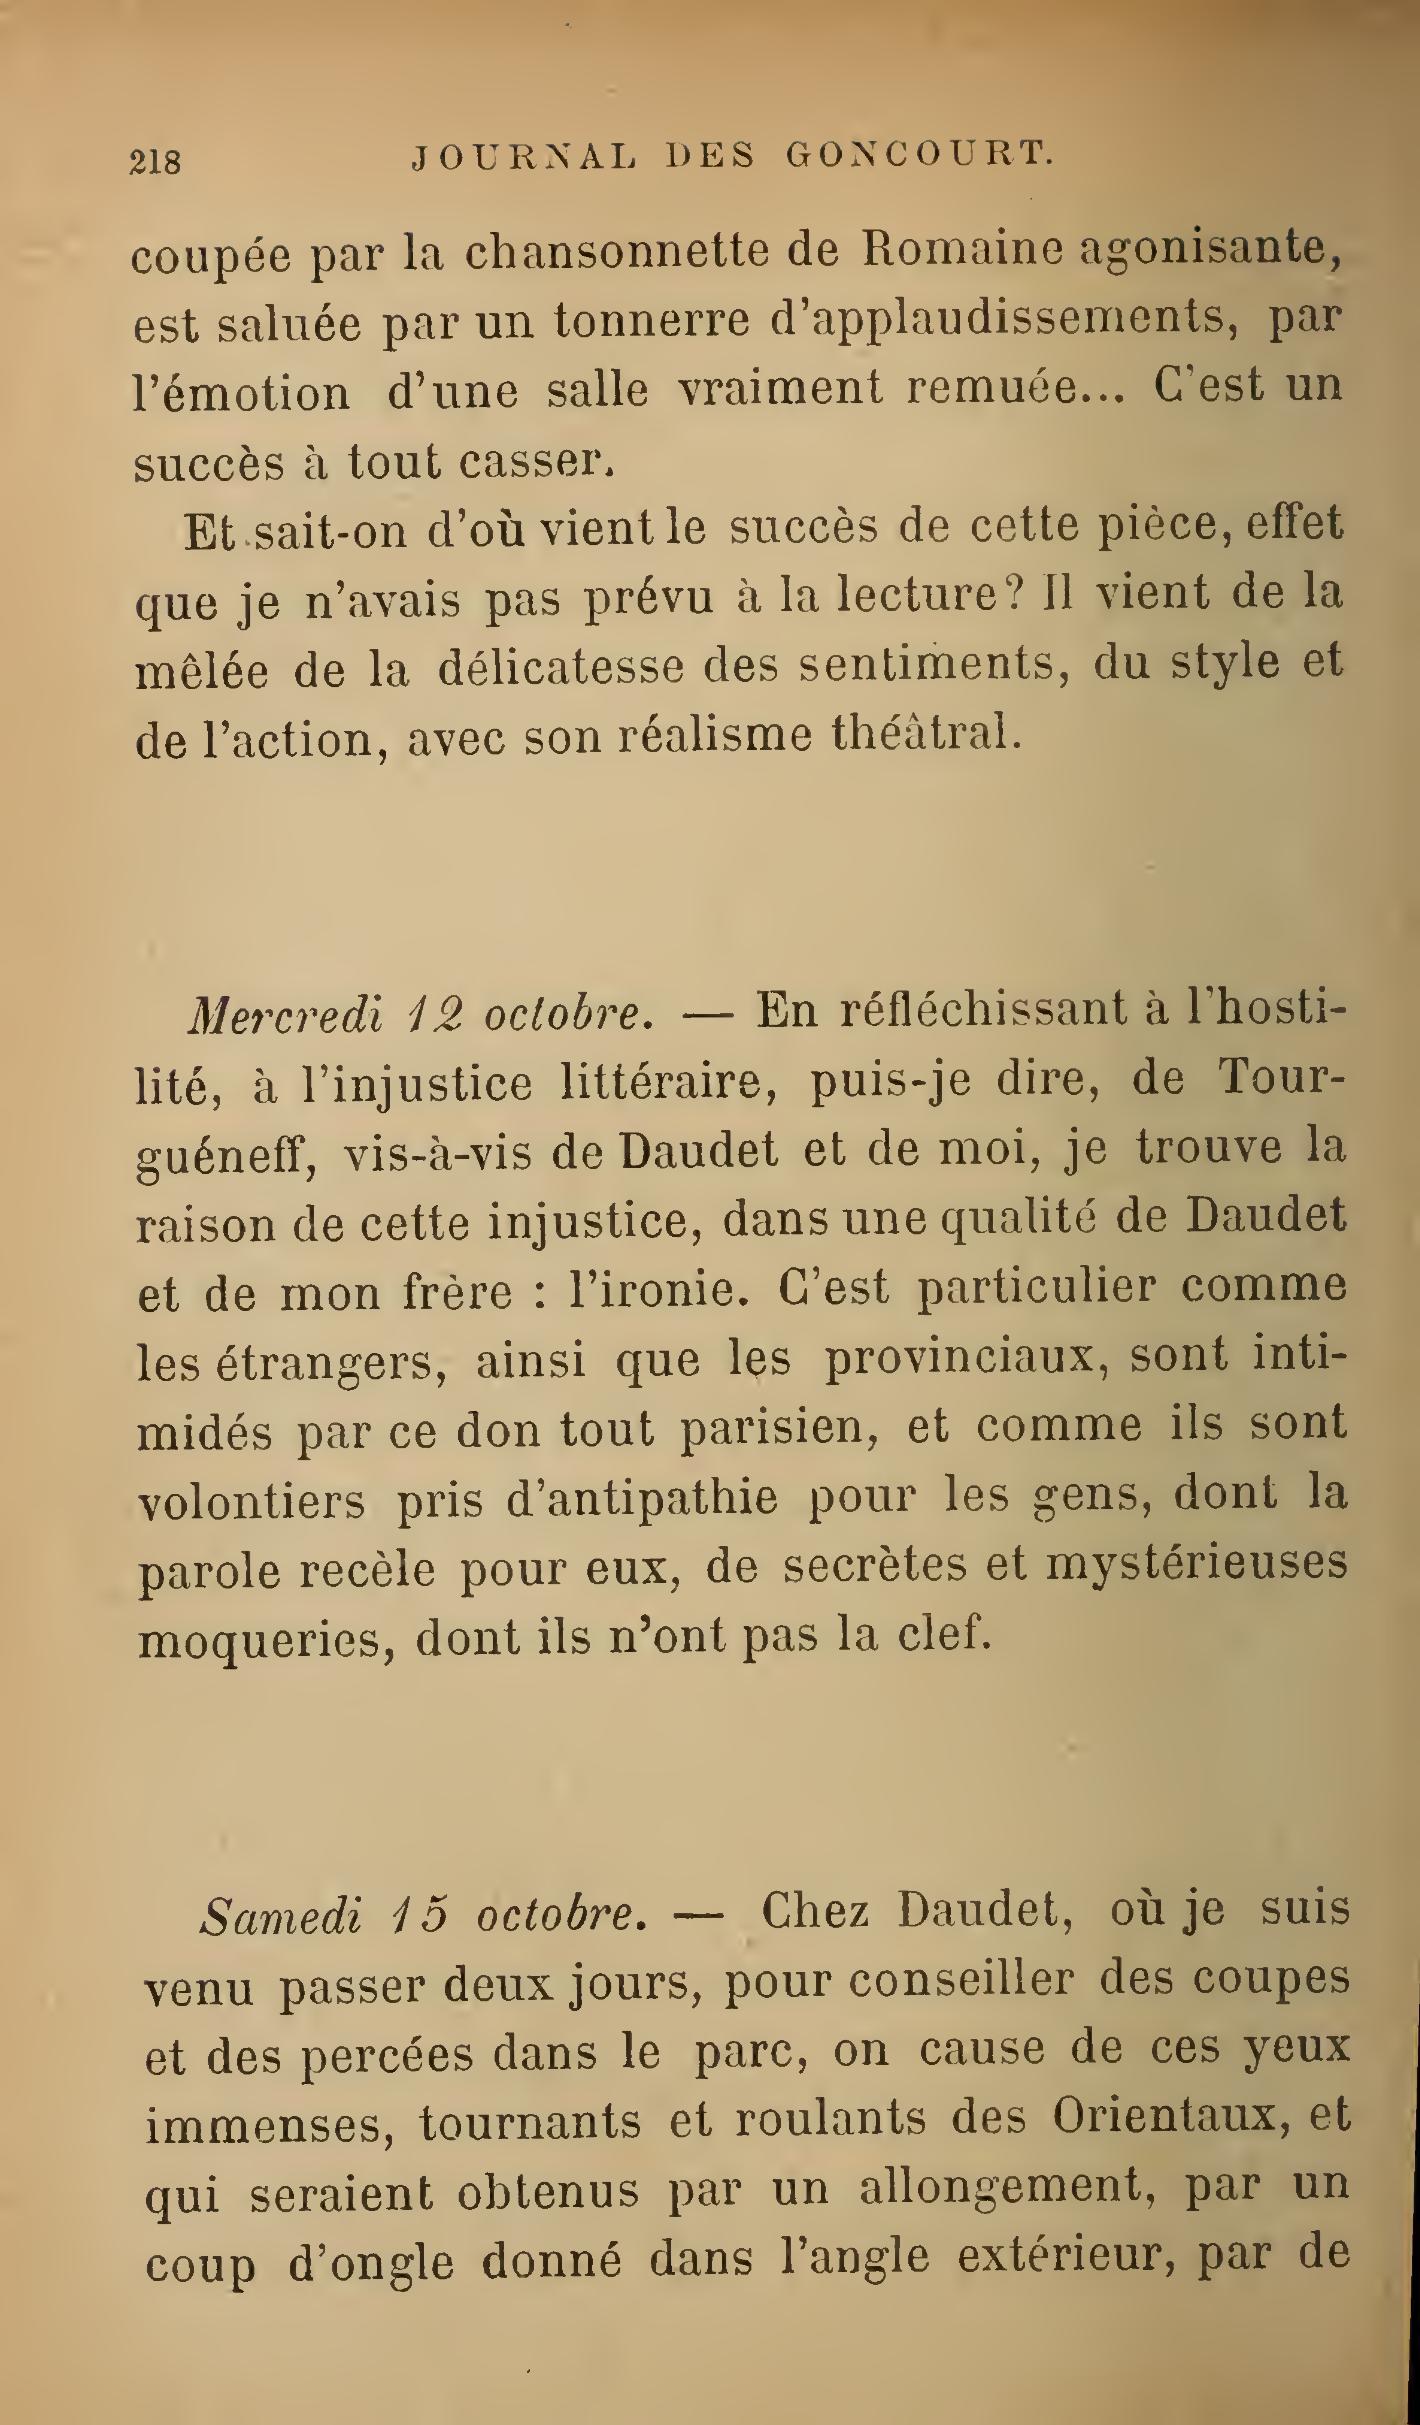 218 JOURNAL DES GONCOURT.
coupée par la chansonnette de Romaine agonisante,
est saluée par un tonnerre d'applaudissements, par
l'émotion d'une salle vraiment remuée... C'est un
succès à tout casser.
Et sait-on d'où vient le succès de cette pièce, effet
que je n'avais pas prévu à la lecture? Il vient de la
mêlée de la délicatesse des sentiments, du style et
de l'action, avec son réalisme théâtral.
Mercredi 12 octobre. — En réfléchissant à l'hosti-
lité, à l'injustice littéraire, puis-je dire, de Tour-
guéneff, vis-à-vis de Daudet et de moi, je trouve la
raison de cette injustice, dans une qualité de Daudet
et de mon frère : l'ironie. C'est particulier comme
les étrangers, ainsi que les provinciaux, sont inti-
midés par ce don tout parisien, et comme ils sont
volontiers pris d'antipathie pour les gens, dont la
parole recèle pour eux, de secrètes et mystérieuses
moqueries, dont ils n'ont pas la clef.
Samedi 15 octobre. — Chez Daudet, où je suis
venu passer deux jours, pour conseiller des coupes
et des percées dans le parc, on cause de ces yeux
immenses, tournants et roulants des Orientaux, et
qui seraient obtenus par un allongement, par un
coup d'ongle donné dans l'angle extérieur, par de